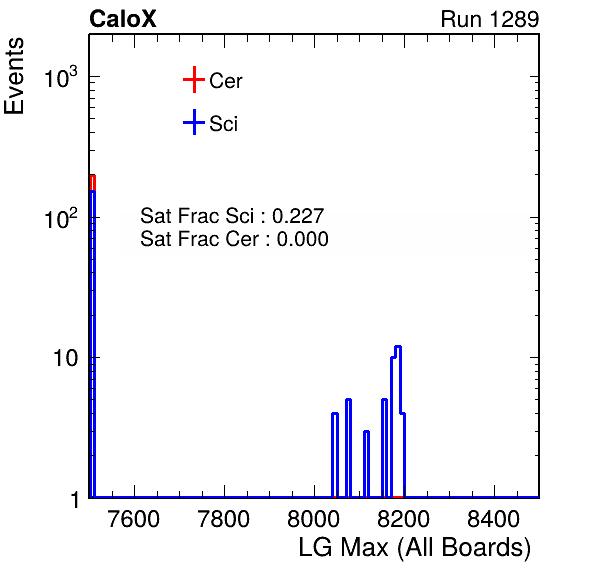 CaloX Run 1289
Events
Cer
Sci
Sat Frac Sci : 0.227
Sat Frac Cer : 0.000
10³
10²
10
1
7600 7800 8000 8200 8400
LG Max (All Boards)